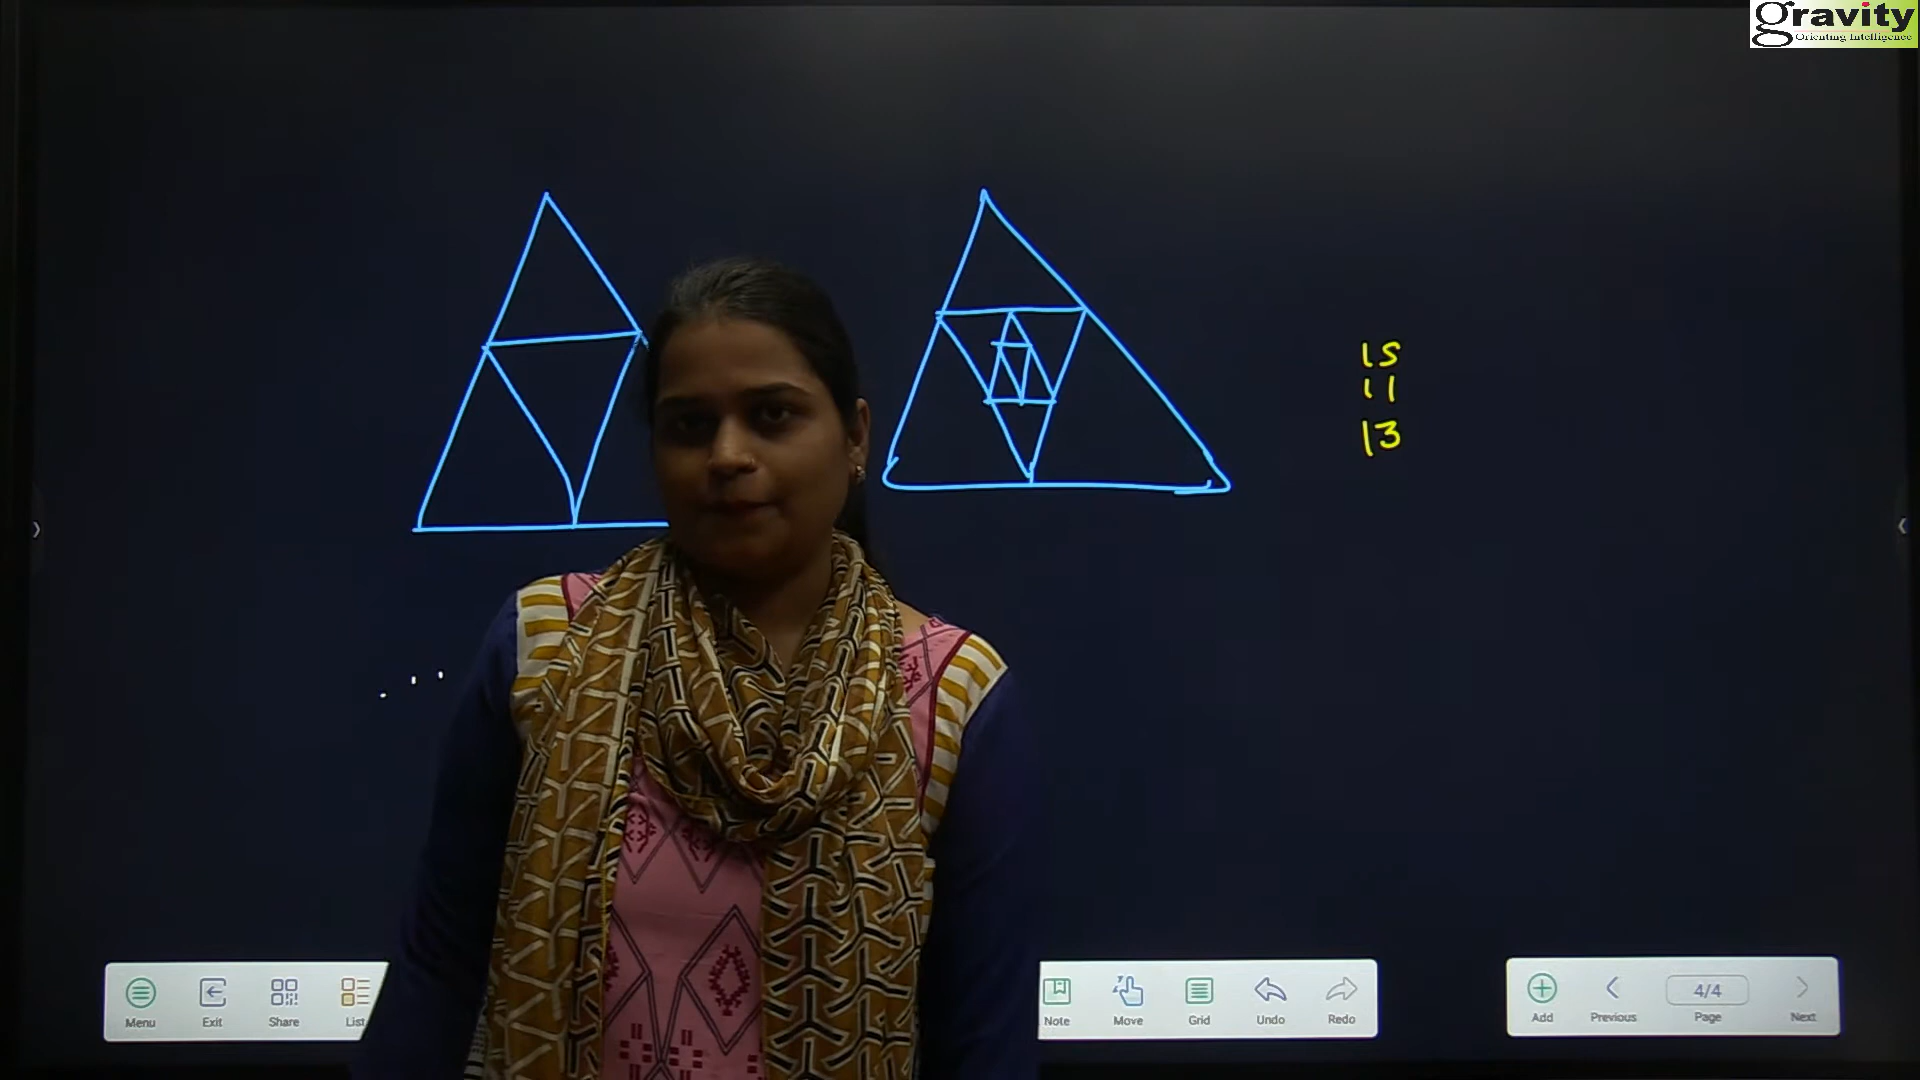 gravity
Orienting Intelligence
15
11
13
Menu
Exit
Share
List
Note
Move
Grid
Undo
Redo
Add
Previous
4/4
Page
Next